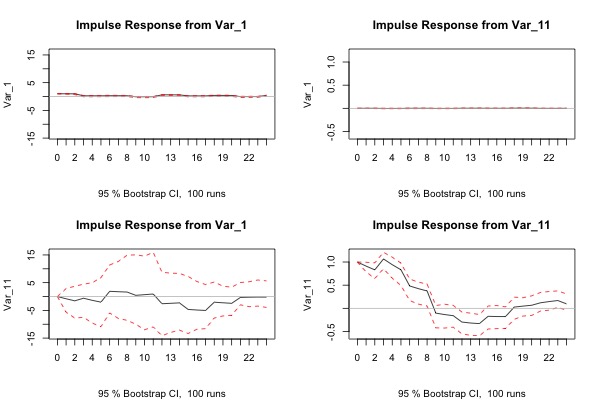 Impulse Response from Var_1
Var_1
15
5
-5
-15
0 2 4 6 8 10 13 16 19 22
95 % Bootstrap CI, 100 runs
Impulse Response from Var_11
Var_1
1.0
0.5
-0.5
0 2 4 6 8 10 13 16 19 22
95 % Bootstrap CI, 100 runs
Impulse Response from Var_1
Var_11
15
5
-5
-15
0 2 4 6 8 10 13 16 19 22
95 % Bootstrap CI, 100 runs
Impulse Response from Var_11
Var_11
1.0
0.5
-0.5
0 2 4 6 8 10 13 16 19 22
95 % Bootstrap CI, 100 runs